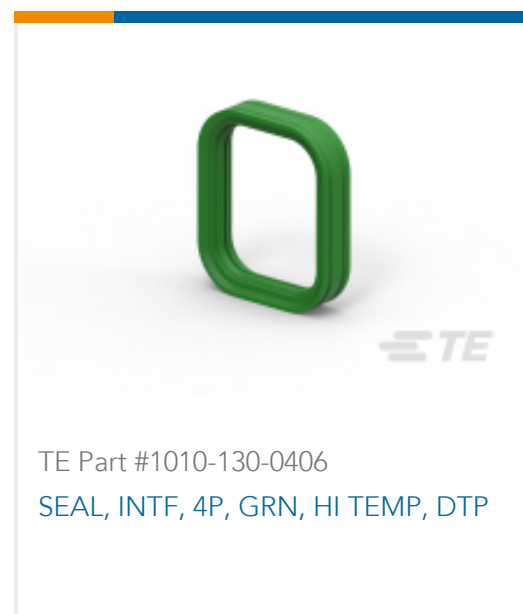 TE
TE Part #1010-130-0406
SEAL, INTF, 4P, GRN, HI TEMP, DTP